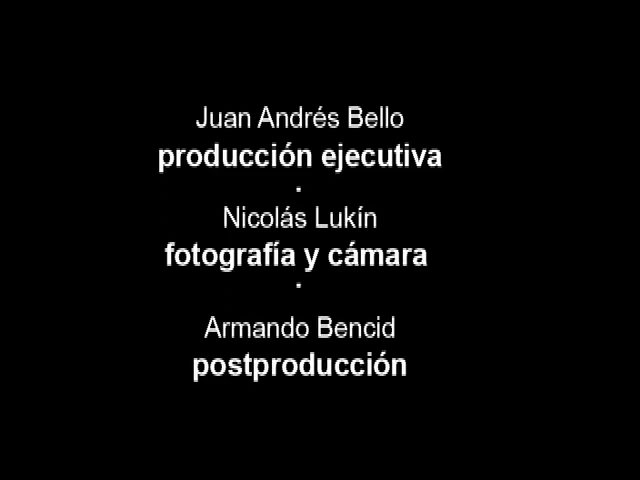 Juan Andrés Bello
producción ejecutiva
.
Nicolás Lukín
fotografía y cámara
.
Armando Bencid
postproducción